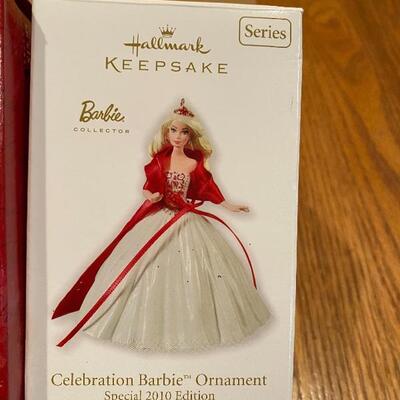 Hallmark
KEEPSAKE
Series
Barbie
COLLECTOR
Celebration Barbie™ Ornament
Special 2010 Edition